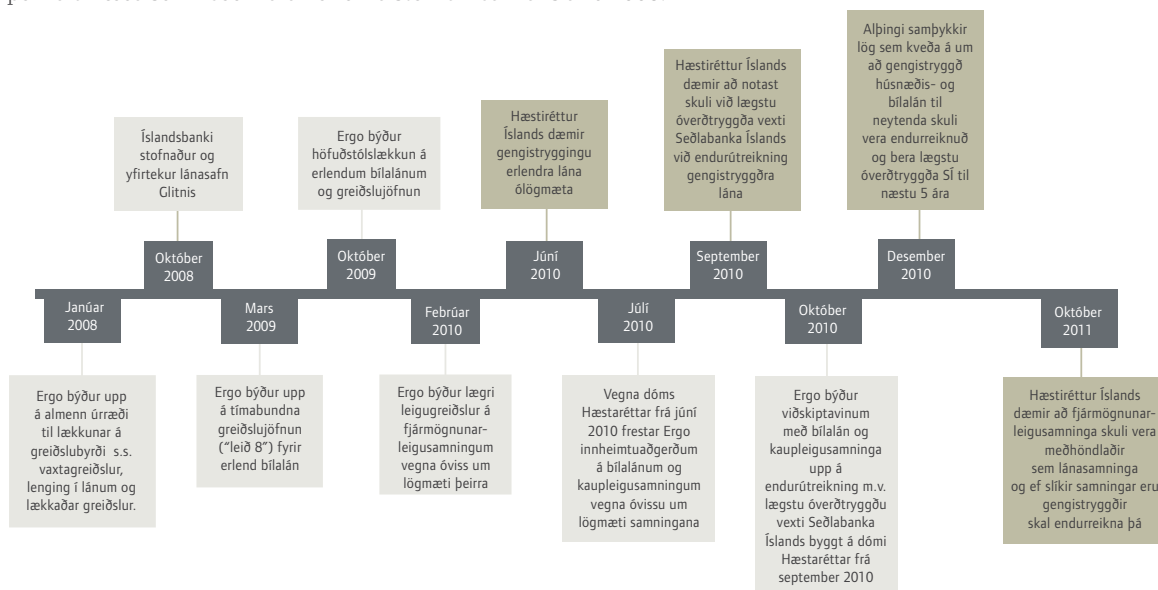 Íslandsbanki
stofnaður og
yfirtekur lánasafn
Glitnis
Ergo býður
höfuðstólslækkun á
erlendum bílalánum
og greiðslujöfnun
Hæstiréttur
Íslands dæmir
gengistryggingu
erlendra lána
ólögmæta
Hæstiréttur Íslands
dæmir að notast
skuli við lægstu
óverðtryggða vexti
Seðlabanka Íslands
við endurútreikning
gengistryggðra
lána
Alþingi samþykkir
lög sem kveða á um
að gengistryggð
húsnæðis- og
bílalán til
neytenda skuli
vera endurreiknuð
og bera lægstu
óverðtryggða SÍ til
næstu 5 ára
Október
2008
Október
2009
Júní
2010
September
2010
Desember
2010
Janúar
2008
Mars
2009
Febrúar
2010
Júlí
2010
Október
2010
Október
2011
Ergo býður upp
á almenn úrræði
til lækkunar á
greiðslubyrði s.s.
vaxtagreiðslur,
lenging í lánum og
lækkaðar greiðslur.
Ergo býður upp
á tímabundna
greiðslujöfnun
("leið 8") fyrir
erlend bílalán
Ergo býður lægri
leigugreiðslur á
fjármögnunar-
leigusamningum
vegna óviss um
lögmæti þeirra
Vegna dóms
Hæstaréttar frá júní
2010 frestar Ergo
innheimtuaðgerðum
á bílalánum og
kaupleigusamningum
vegna óvissu um
lögmæti samningana
Ergo býður
viðskiptavinum
með bílalán og
kaupleigusamninga
upp á
endurútreikning m.v.
lægstu óverðtryggðu
vexti Seðlabanka
Íslands byggt á dómi
Hæstaréttar frá
september 2010
Hæstiréttur Íslands
dæmir að fjármögnunar-
leigusamninga skuli vera
meðhöndlaðir
sem lánasamninga
og ef slíkir samningar eru
gengistryggðir
skal endurreikna þá